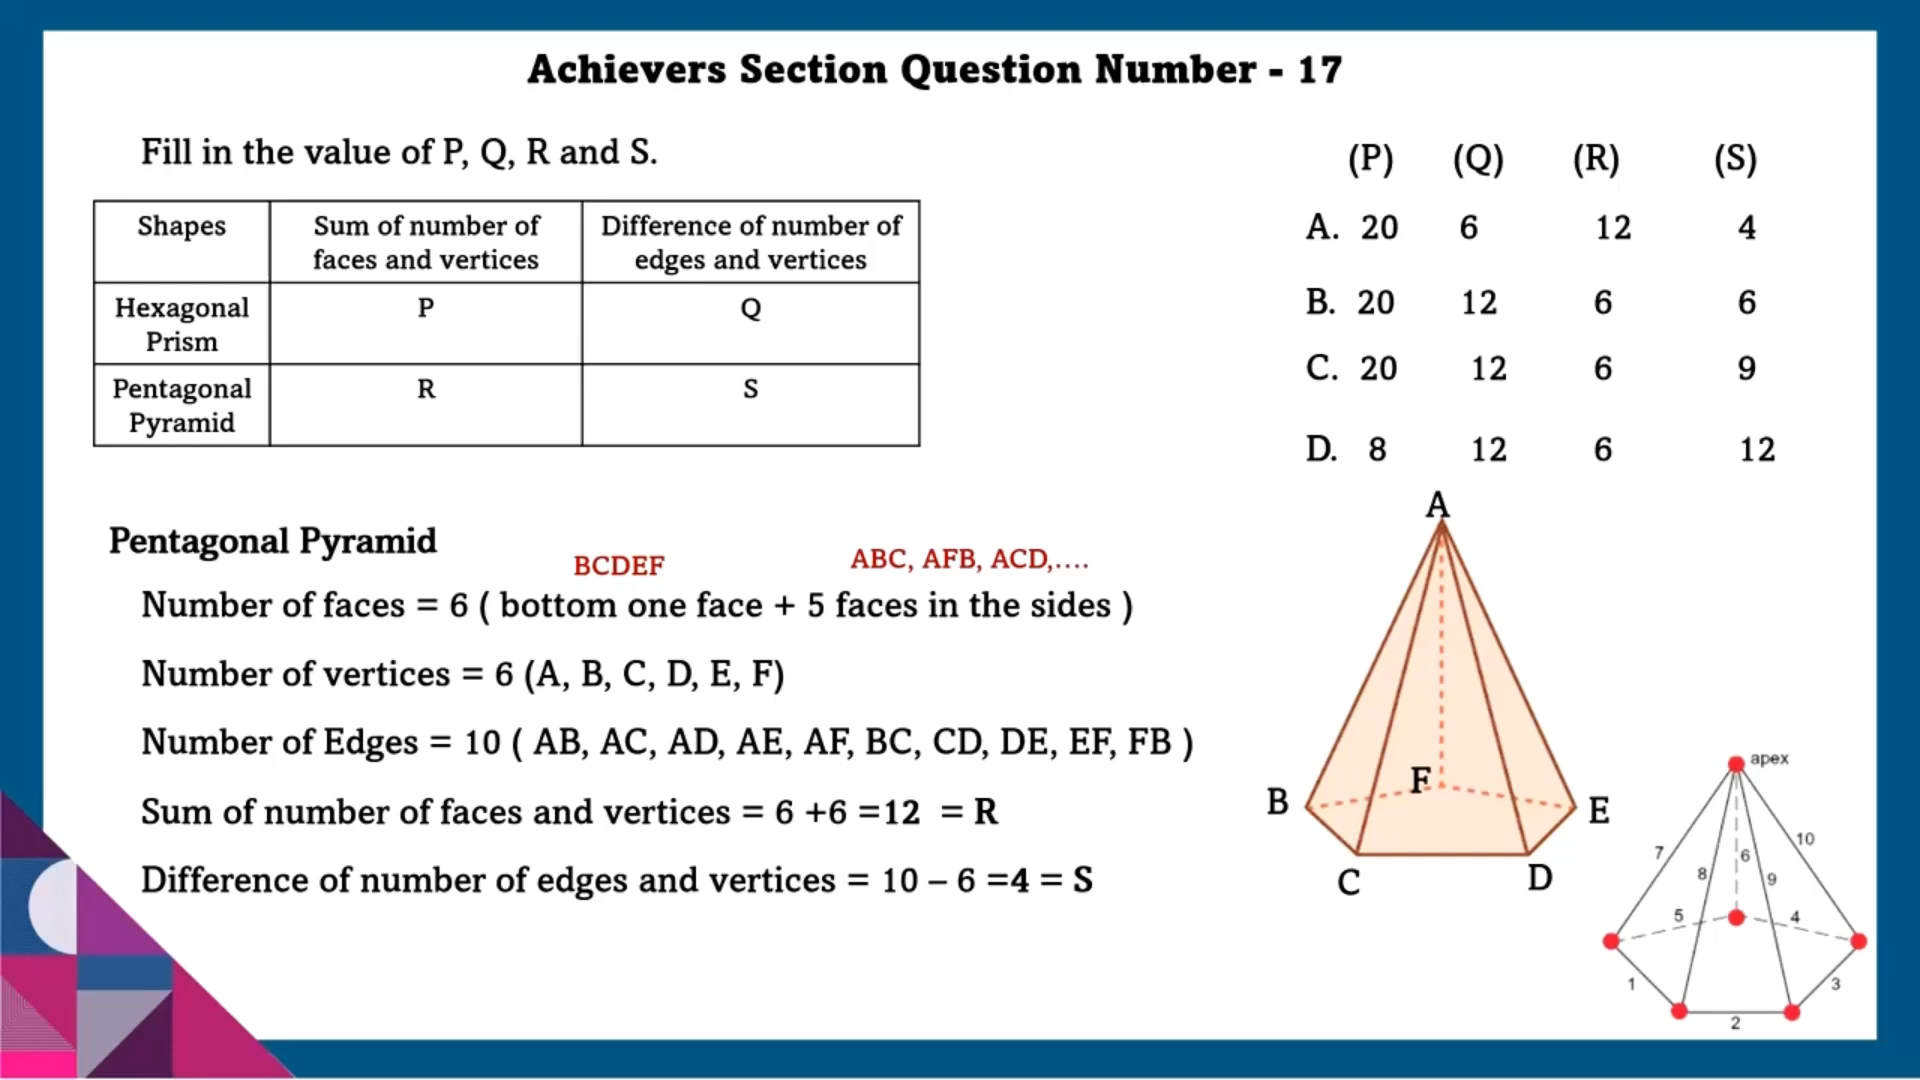 Achievers Section Question Number - 17
Fill in the value of P, Q, R and S.
Shapes
Sum of number of
faces and vertices
Difference of number of
edges and vertices
Hexagonal
Prism
P
Q
Pentagonal
Pyramid
R
S
(P) (Q) (R) (S)
A. 20 6 12 4
B. 20 12 6 6
C. 20 12 6 9
D. 8 12 6 12
Pentagonal Pyramid
BCDEF
ABC, AFB, ACD,....
Number of faces = 6 ( bottom one face + 5 faces in the sides )
Number of vertices = 6 (A, B, C, D, E, F)
Number of Edges = 10 ( AB, AC, AD, AE, AF, BC, CD, DE, EF, FB )
Sum of number of faces and vertices = 6 +6 =12 = R
Difference of number of edges and vertices = 10 – 6 =4 = S
A
F
B
E
C
D
apex
7
8
6
9
10
5
4
1
3
2